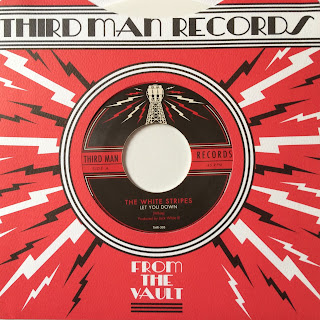 THIRD MAN RECORDS
THIRD MAN
RECORDS
THE WHITE STRIPES
LET YOU DOWN
FROM
THE
VAULT